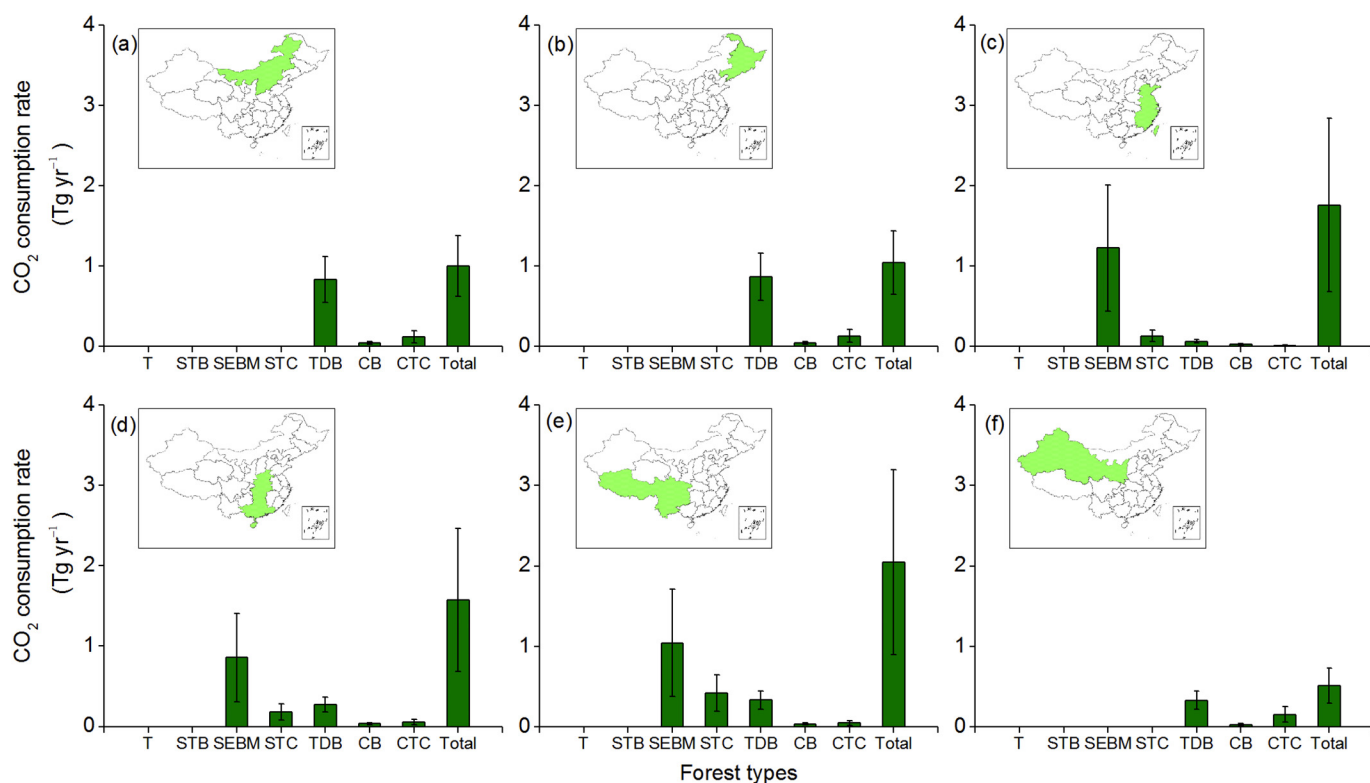 (a)
(b)
(c)
CO₂ consumption rate
(Tg yr⁻¹)
4
3
2
1
0
T STB SEBM STC TDB CB CTC Total
4
3
2
1
0
T STB SEBM STC TDB CB CTC Total
4
3
2
1
0
T STB SEBM STC TDB CB CTC Total
(d)
(e)
(f)
CO₂ consumption rate
(Tg yr⁻¹)
4
3
2
1
0
T STB SEBM STC TDB CB CTC Total
4
3
2
1
0
T STB SEBM STC TDB CB CTC Total
4
3
2
1
0
T STB SEBM STC TDB CB CTC Total
Forest types